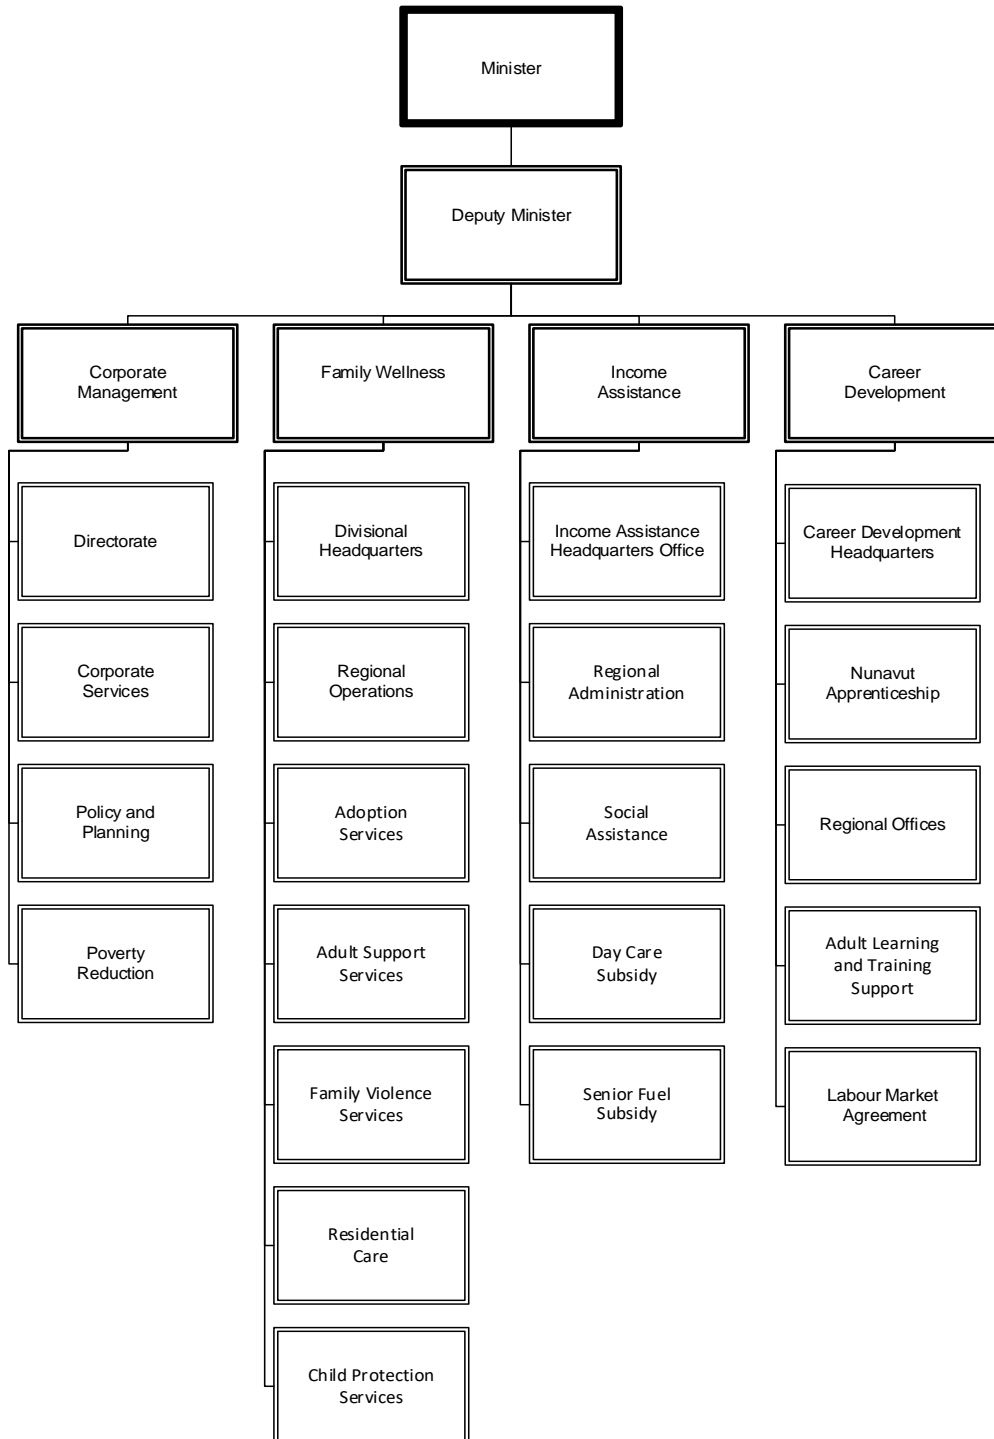 Minister
Deputy Minister
Corporate
Management
Family Wellness
Income
Assistance
Career
Development
Directorate
Corporate
Services
Policy and
Planning
Poverty
Reduction
Divisional
Headquarters
Regional
Operations
Adoption
Services
Adult Support
Services
Family Violence
Services
Residential
Care
Child Protection
Services
Income Assistance
Headquarters Office
Regional
Administration
Social
Assistance
Day Care
Subsidy
Senior Fuel
Subsidy
Career Development
Headquarters
Nunavut
Apprenticeship
Regional Offices
Adult Learning
and Training
Support
Labour Market
Agreement